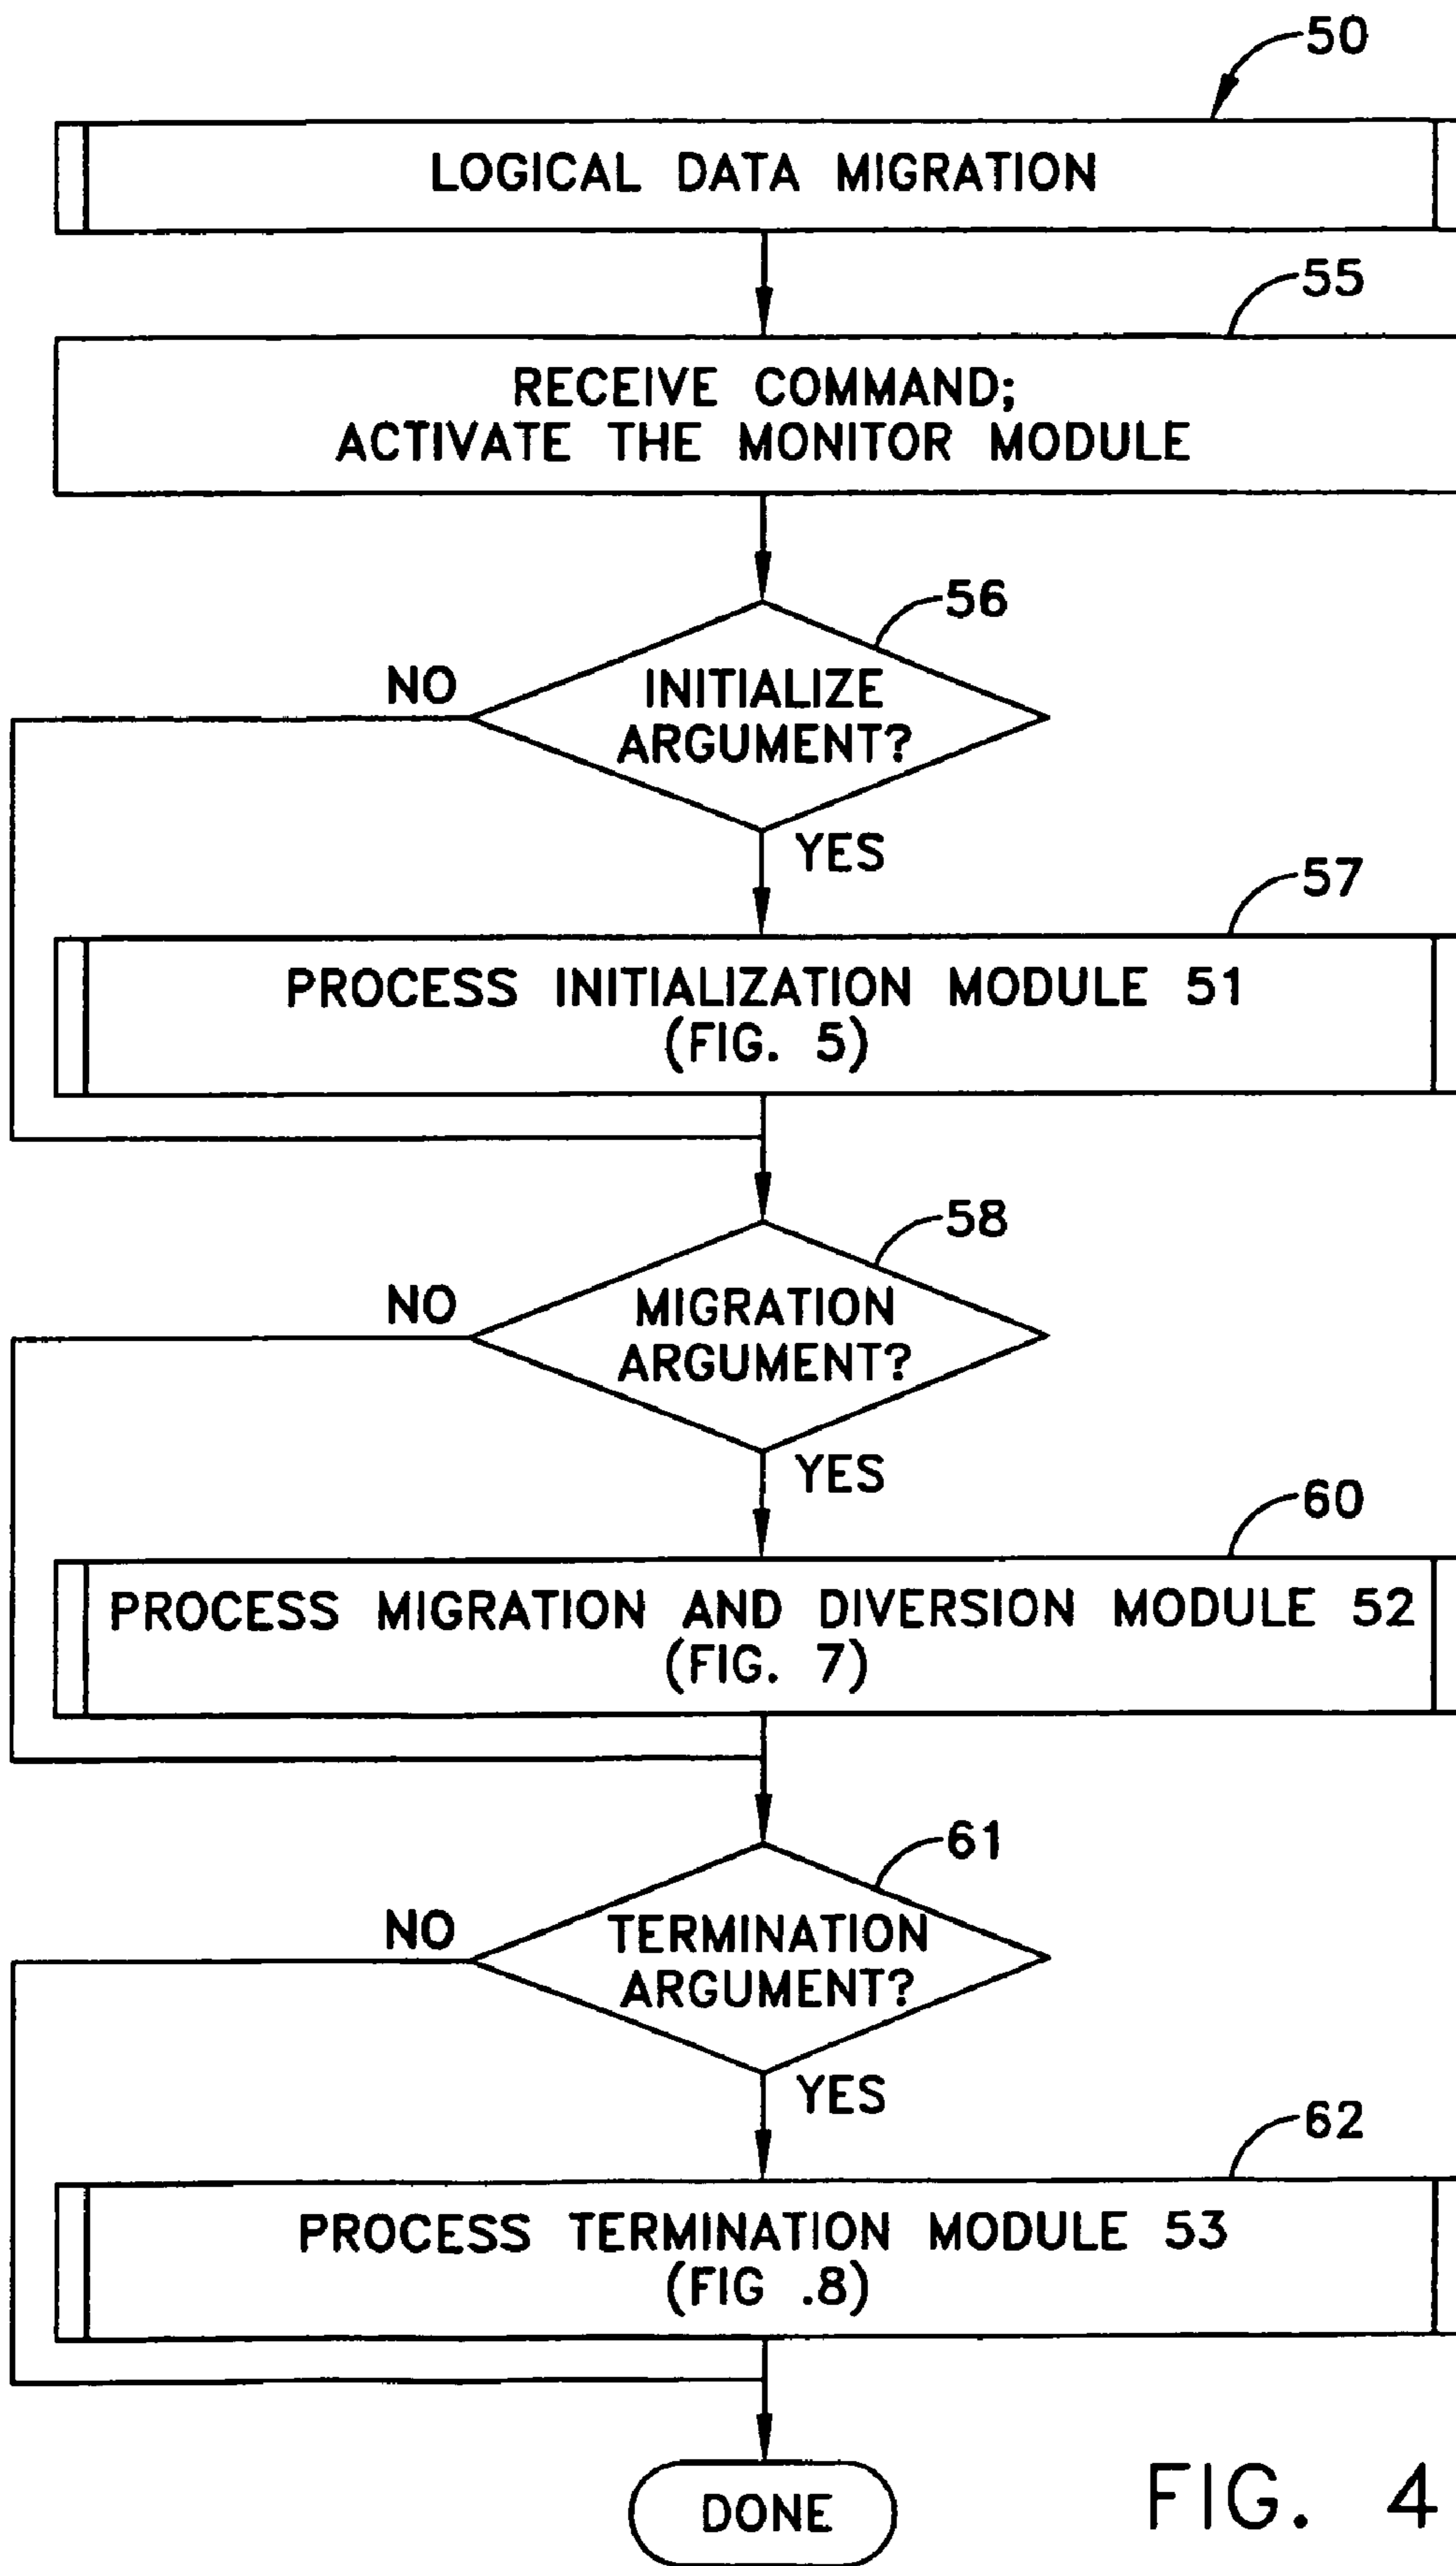 50
LOGICAL DATA MIGRATION
55
RECEIVE COMMAND;
ACTIVATE THE MONITOR MODULE
56
NO
INITIALIZE
ARGUMENT?
YES
57
PROCESS INITIALIZATION MODULE 51
(FIG. 5)
58
NO
MIGRATION
ARGUMENT?
YES
60
PROCESS MIGRATION AND DIVERSION MODULE 52
(FIG. 7)
61
NO
TERMINATION
ARGUMENT?
YES
62
PROCESS TERMINATION MODULE 53
(FIG .8)
DONE
FIG. 4